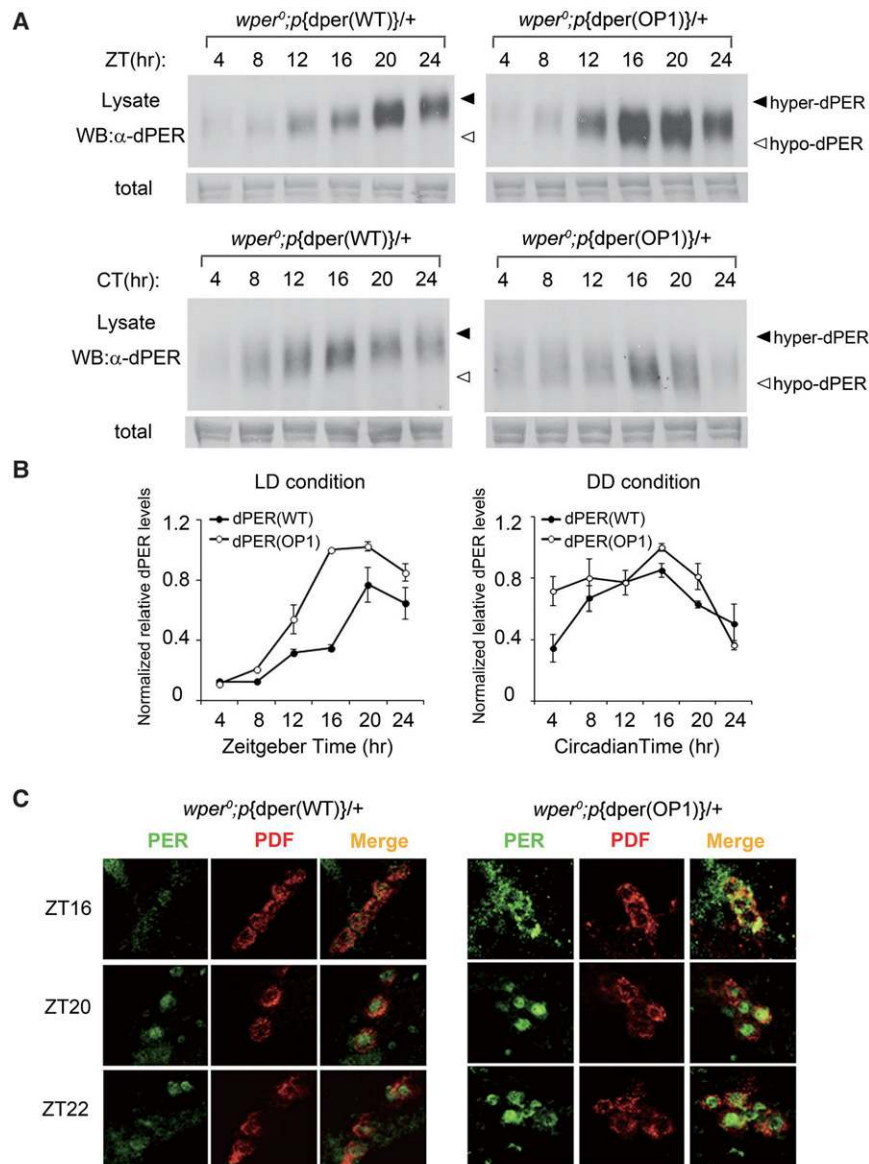 A
wper⁰;p{dper(WT)}/+ wper⁰;p{dper(OP1)}/+
ZT(hr): 4 8 12 16 20 24 4 8 12 16 20 24
Lysate
WB:α-dPER
hyper-dPER
hypo-dPER
total
wper⁰;p{dper(WT)}/+ wper⁰;p{dper(OP1)}/+
CT(hr): 4 8 12 16 20 24 4 8 12 16 20 24
Lysate
WB:α-dPER
hyper-dPER
hypo-dPER
total
B
LD condition
Normalized relative dPER levels
dPER(WT)
dPER(OP1)
1.2
0.8
0.4
0
4 8 12 16 20 24
Zeitgeber Time (hr)
DD condition
Normalized lelative dPER levels
dPER(WT)
dPER(OP1)
1.2
0.8
0.4
0
4 8 12 16 20 24
CircadianTime (hr)
C
wper⁰;p{dper(WT)}/+ wper⁰;p{dper(OP1)}/+
PER PDF Merge PER PDF Merge
ZT16
ZT20
ZT22